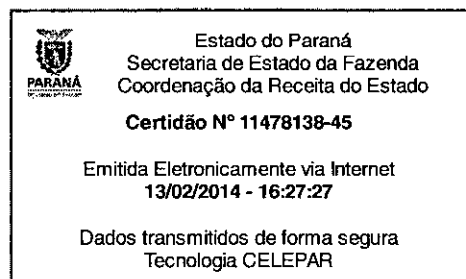 Estado do Paraná
Secretaria de Estado da Fazenda
Coordenação da Receita do Estado
PARANÁ
Certidão Nº 11478138-45
Emitida Eletronicamente via Internet
13/02/2014 - 16:27:27
Dados transmitidos de forma segura
Tecnologia CELEPAR